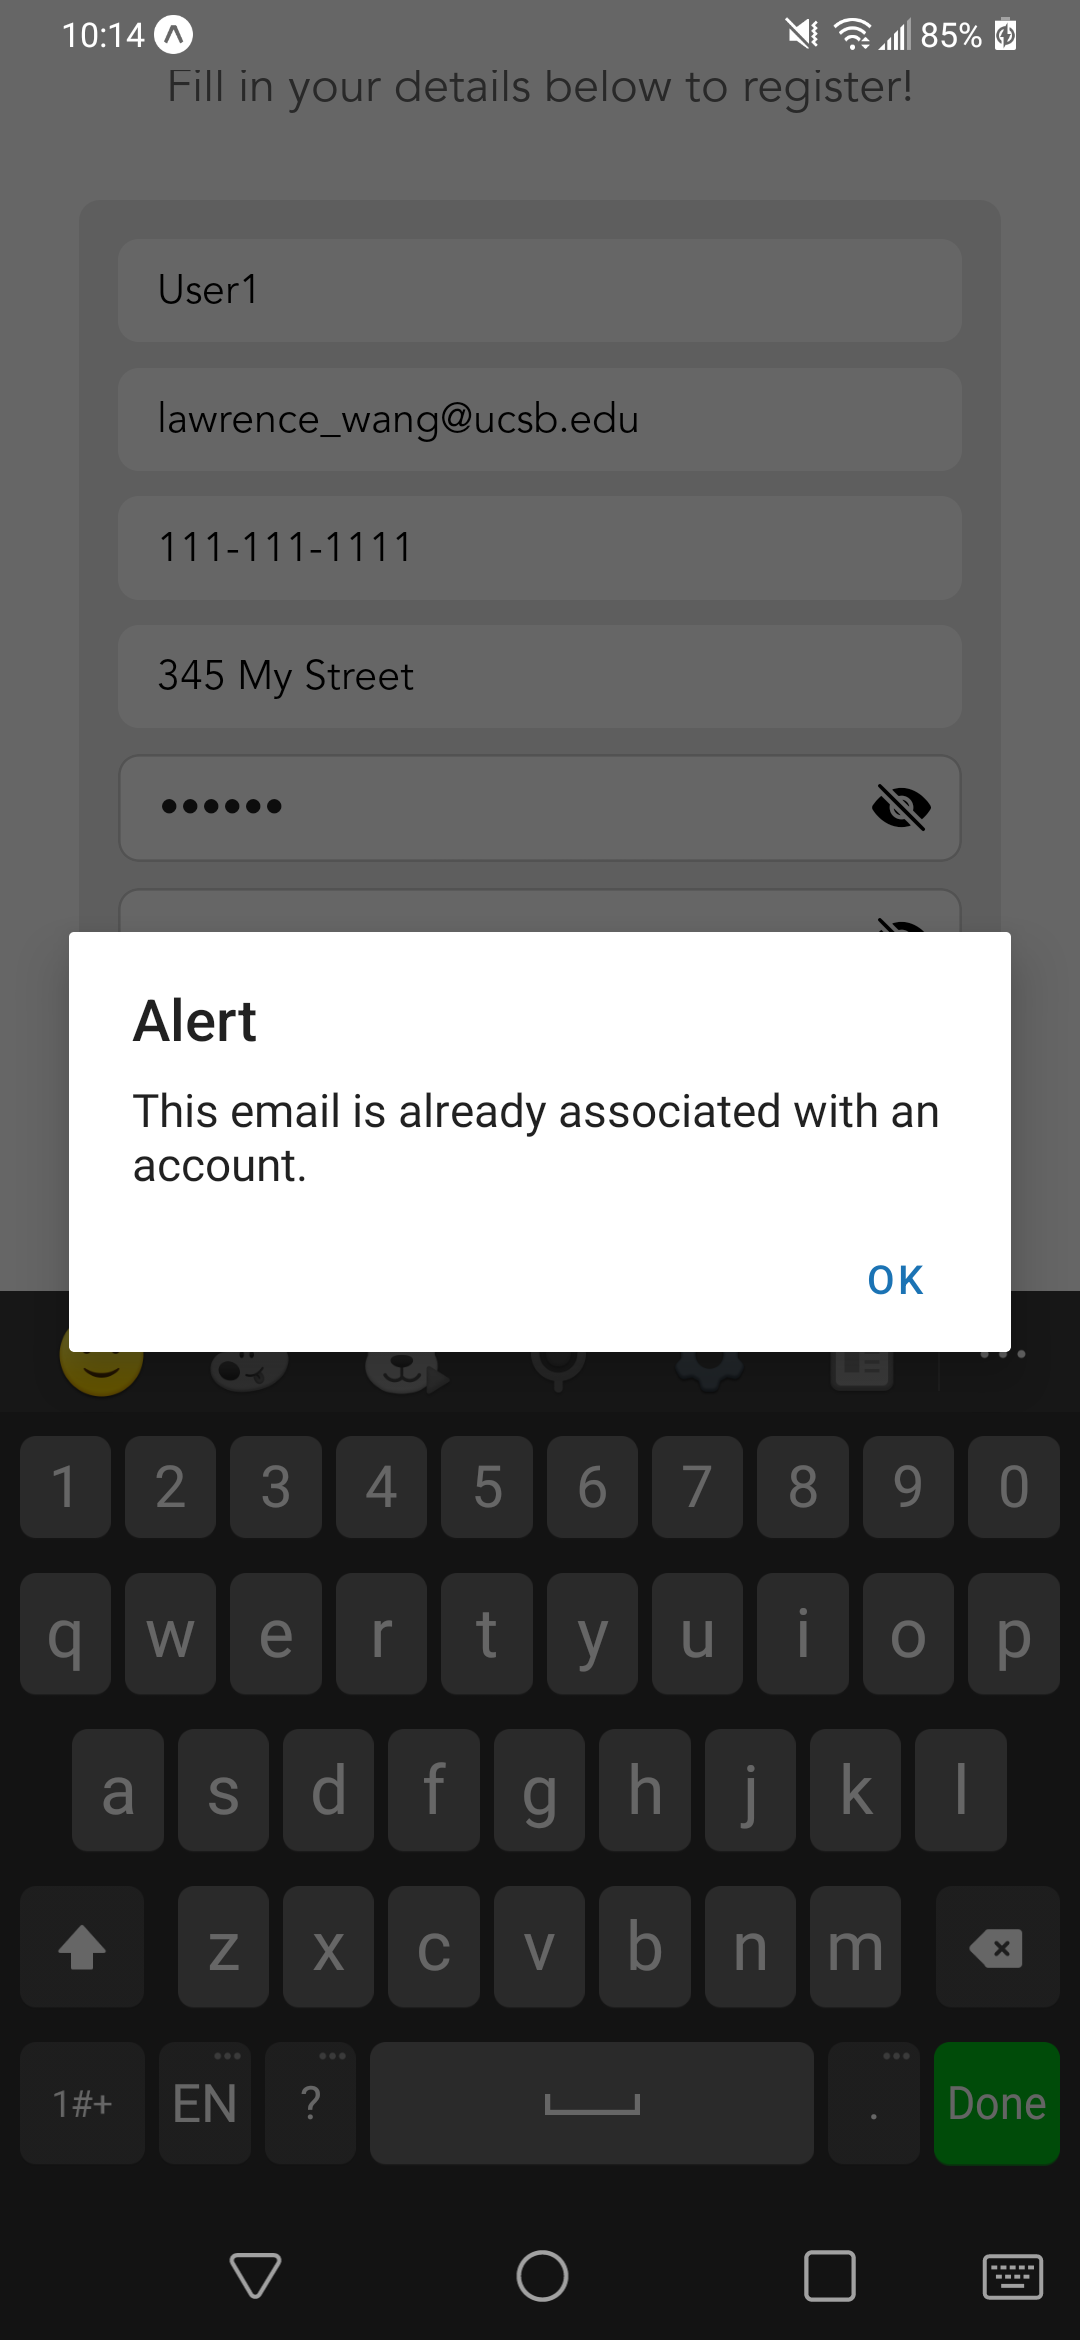 10:14 85%
Fill in your details below to register!
User1
lawrence_wang@ucsb.edu
111-111-1111
345 My Street
••••••
Alert
This email is already associated with an
account.
OK
1 2 3 4 5 6 7 8 9 0
q w e r t y u i o p
a s d f g h j k l
z x c v b n m
1#+ EN ? . Done